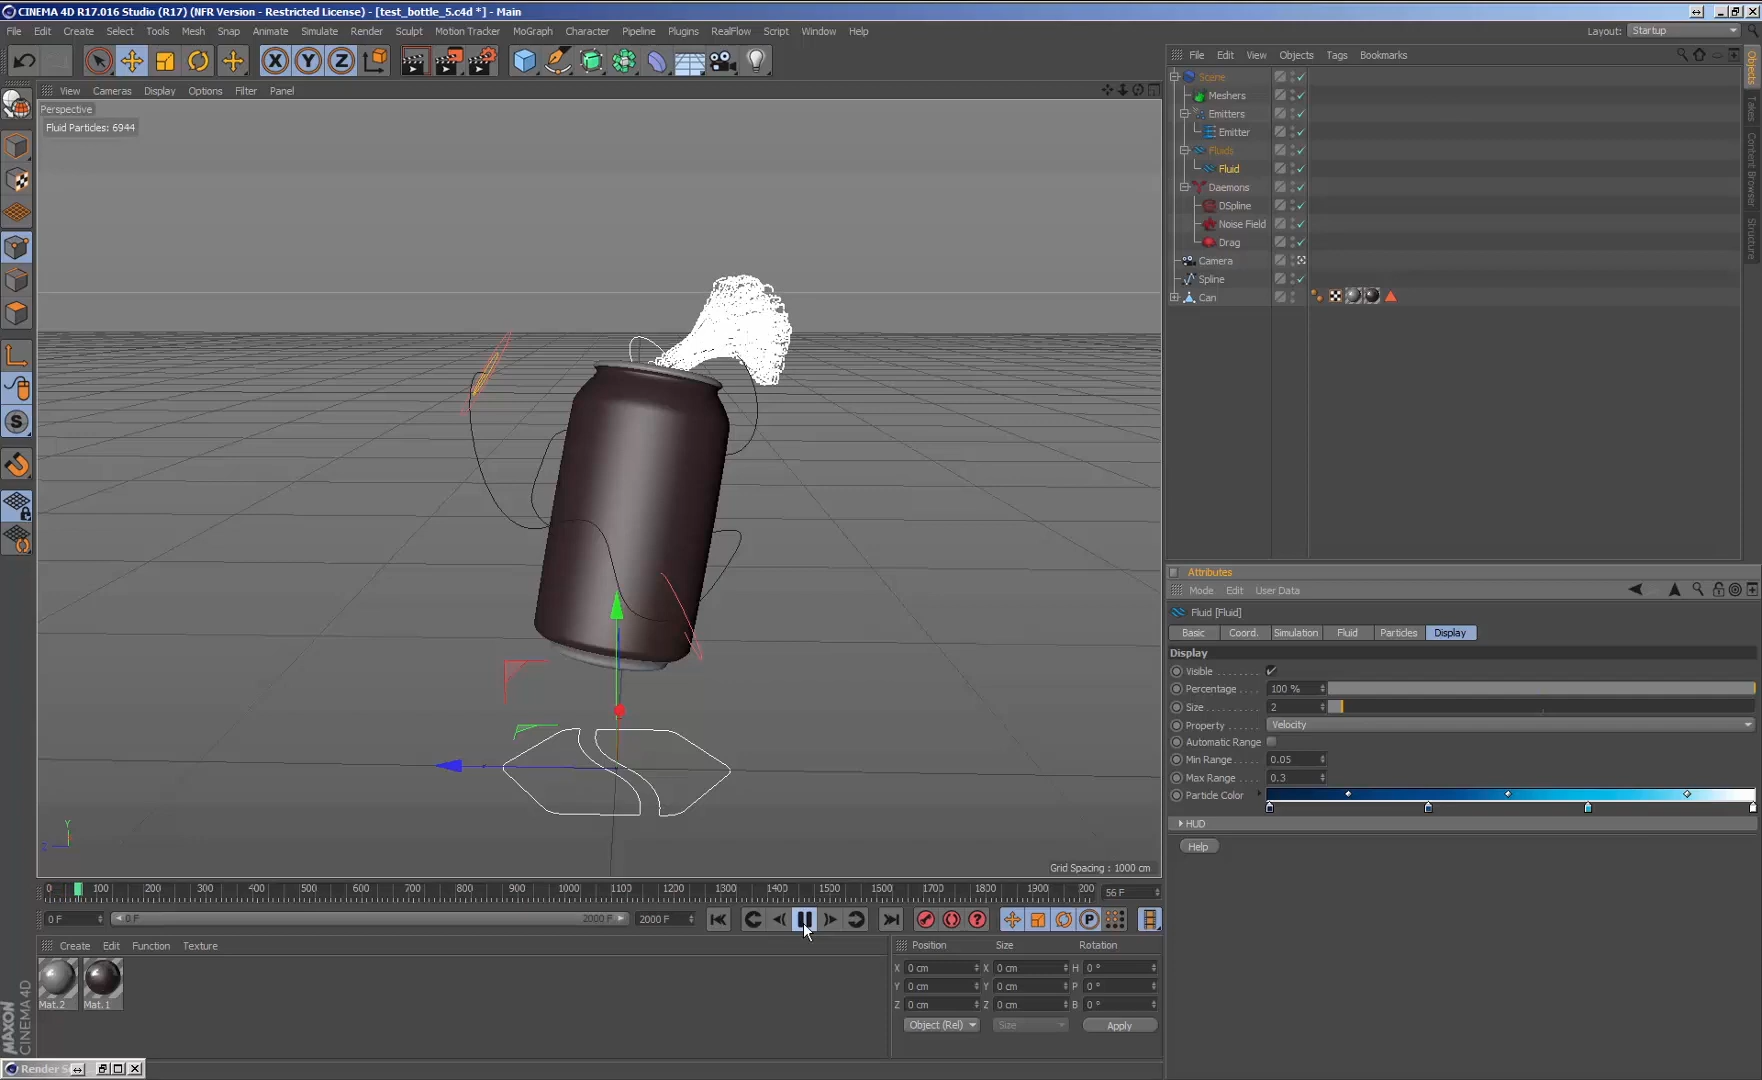 CINEMA 4D R17.016 Studio (R17) (NFR Version - Restricted License) - [test_bottle_5.c4d *] - Main
File Edit Create Select Tools Mesh Snap Animate Simulate Render Sculpt Motion Tracker MoGraph Character Pipeline Plugins RealFlow Script Window Help
Layout: Startup
X Y Z
File Edit View Objects Tags Bookmarks
Objects
Takes
Content Browser
Structure
View Cameras Display Options Filter Panel
Perspective
Fluid Particles: 6944
Scene
Meshers
Emitters
Emitter
Fluids
Fluid
Daemons
DSpline
Noise Field
Drag
Camera
Spline
Can
Attributes
Mode Edit User Data
Fluid [Fluid]
Basic Coord. Simulation Fluid Particles Display
Display
Visible
Percentage 100 %
Size 2
Property Velocity
Automatic Range
Min Range 0.05
Max Range 0.3
Particle Color
HUD
Help
Y
Z
Grid Spacing : 1000 cm
0 100 200 300 400 500 600 700 800 900 1000 1100 1200 1300 1400 1500 1600 1700 1800 1900 200
56 F
0 F 0 F 2000 F 2000 F
P
Create Edit Function Texture
Mat.2 Mat.1
Position Size Rotation
X 0 cm X 0 cm H 0 °
Y 0 cm Y 0 cm P 0 °
Z 0 cm Z 0 cm B 0 °
Object (Rel) Size Apply
MAXON
CINEMA 4D
Render S